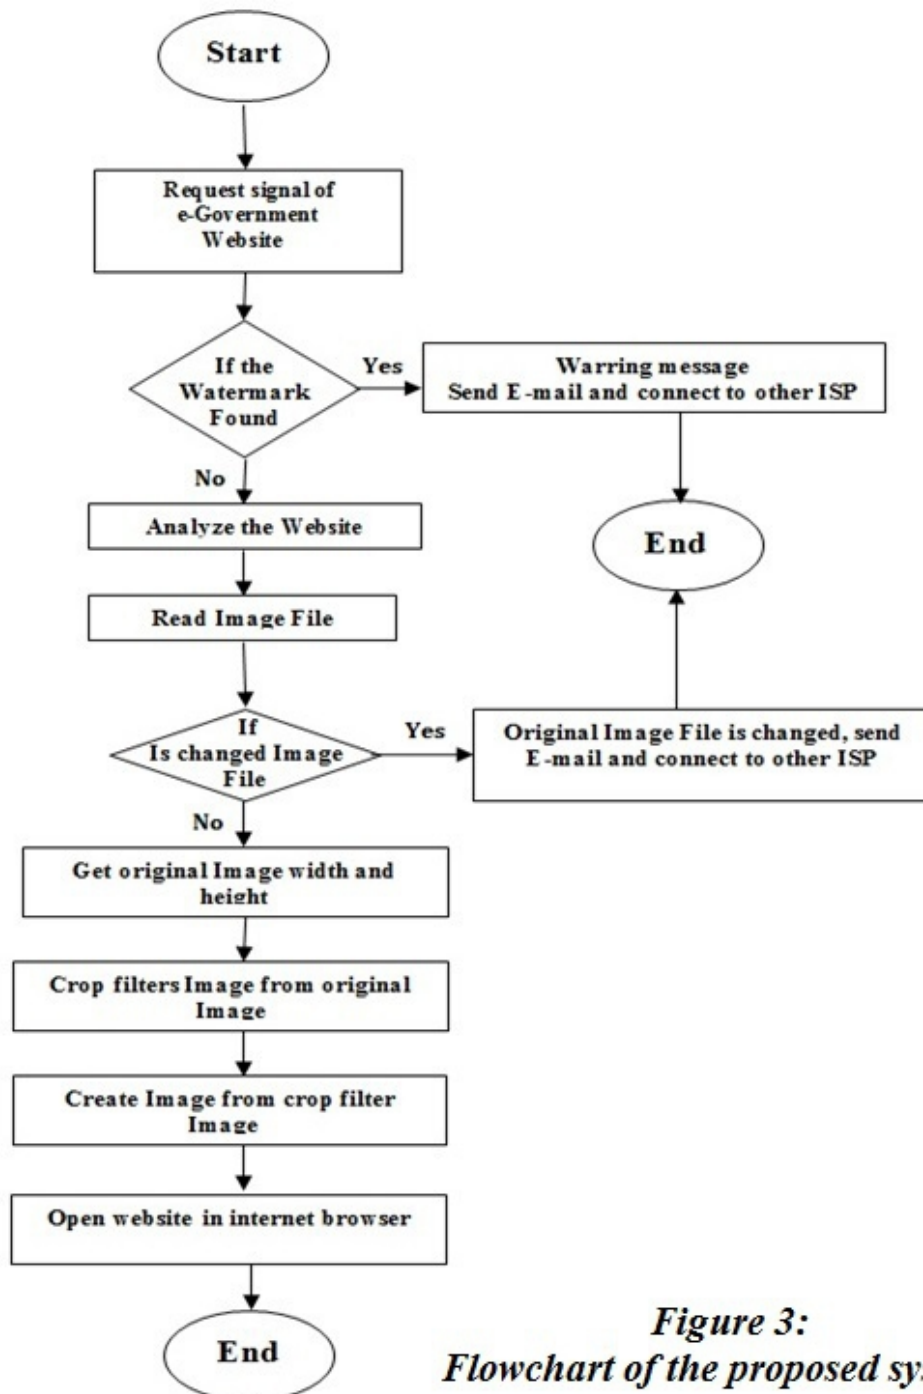 Start
Request signal of
e-Government
Website
If the
Watermark
Found
Yes
Warring message
Send E-mail and connect to other ISP
No
Analyze the Website
End
Read Image File
If
Is changed Image
File
Yes
Original Image File is changed, send
E-mail and connect to other ISP
No
Get original Image width and
height
Crop filters Image from original
Image
Create Image from crop filter
Image
Open website in internet browser
End
Figure 3:
Flowchart of the proposed